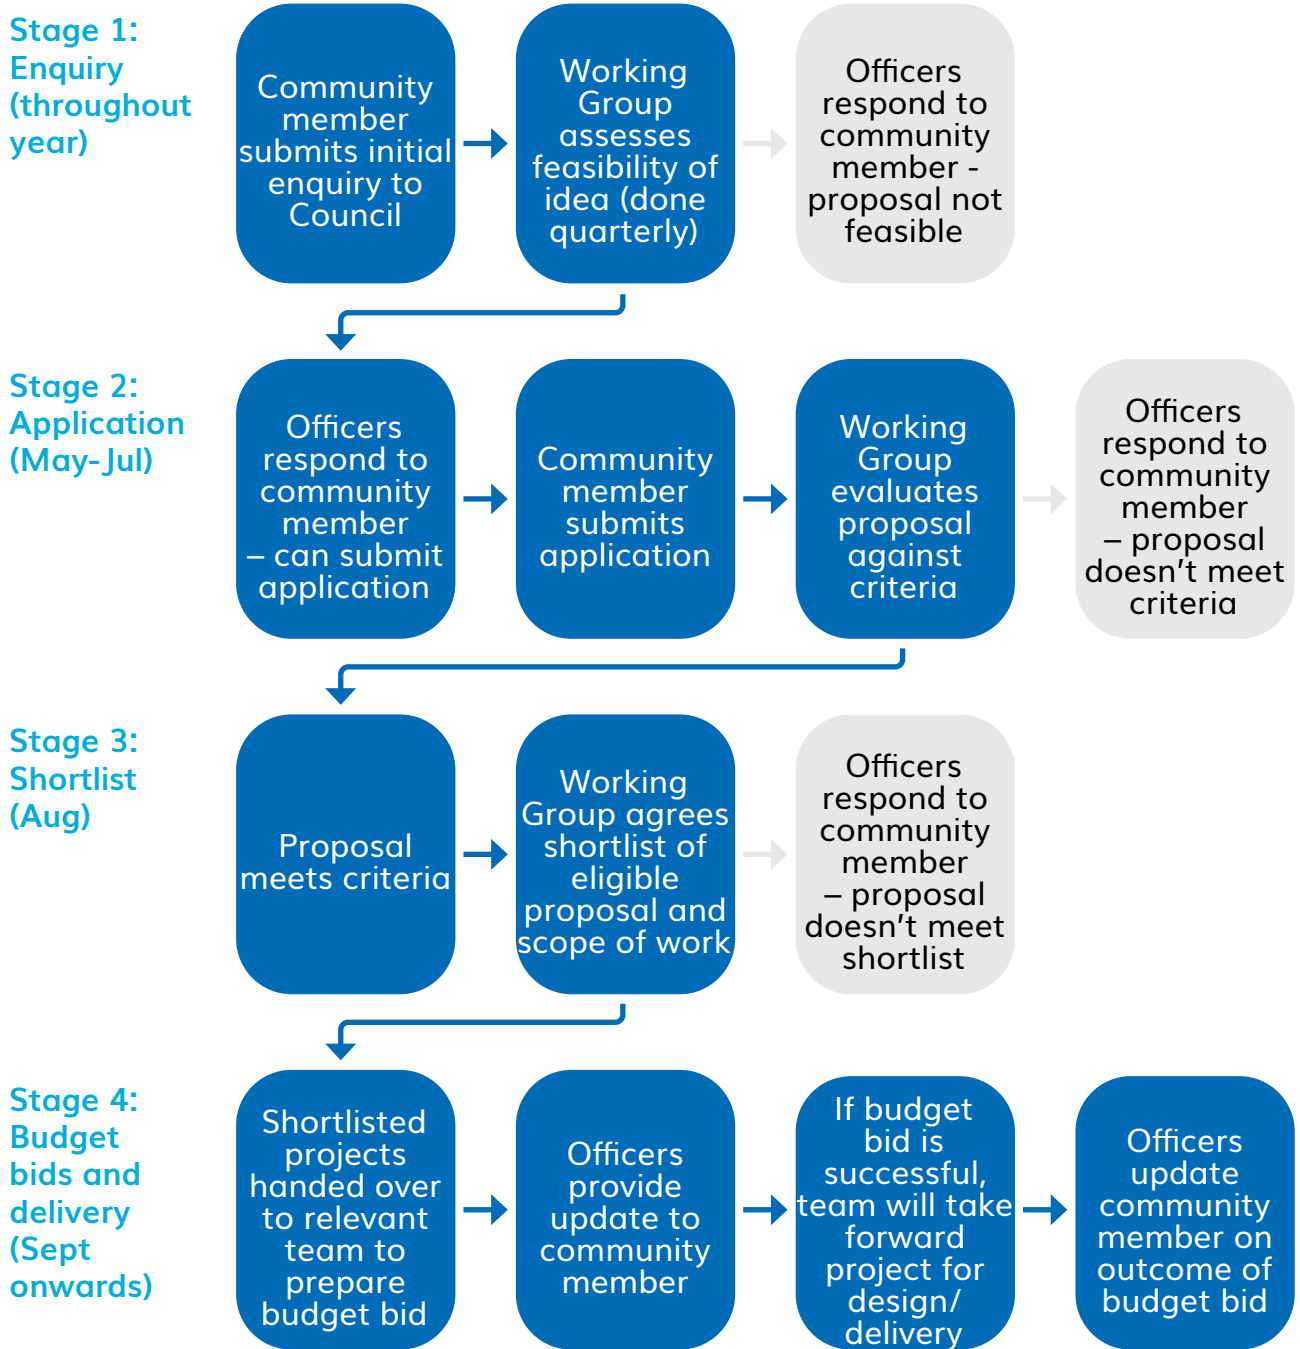 Stage 1:
Enquiry
(throughout
year)
Community
member
submits initial
enquiry to
Council
Working
Group
assesses
feasibility of
idea (done
quarterly)
Officers
respond to
community
member -
proposal not
feasible
Stage 2:
Application
(May-Jul)
Officers
respond to
community
member
– can submit
application
Community
member
submits
application
Working
Group
evaluates
proposal
against
criteria
Officers
respond to
community
member
– proposal
doesn't meet
criteria
Stage 3:
Shortlist
(Aug)
Proposal
meets criteria
Working
Group agrees
shortlist of
eligible
proposal and
scope of work
Officers
respond to
community
member
– proposal
doesn't meet
shortlist
Stage 4:
Budget
bids and
delivery
(Sept
onwards)
Shortlisted
projects
handed over
to relevant
team to
prepare
budget bid
Officers
provide
update to
community
member
If budget
bid is
successful,
team will take
forward
project for
design/
delivery
Officers
update
community
member on
outcome of
budget bid